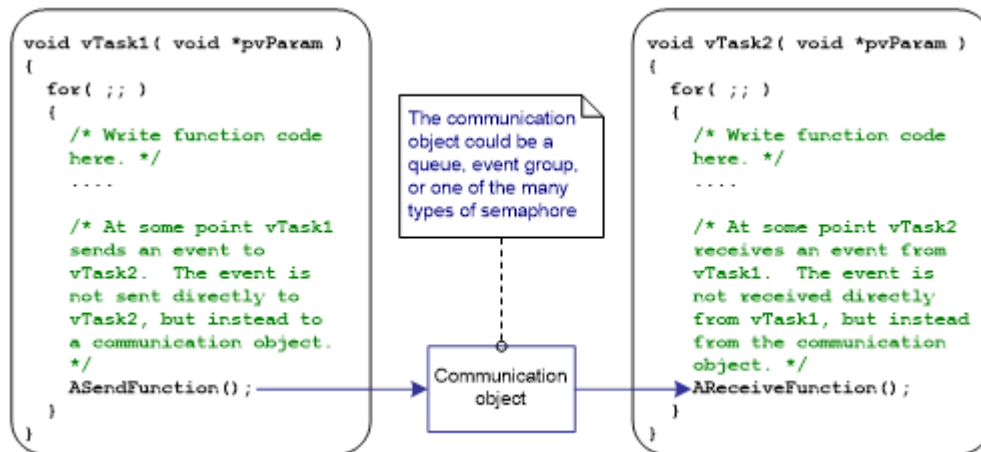 void vTask1( void *pvParam )
{
for( ;; )
{
/* Write function code
here. */
....
/* At some point vTask1
sends an event to
vTask2.  The event is
not sent directly to
vTask2, but instead to
a communication object.
*/
ASendFunction();
}
}
The communication
object could be a
queue, event group,
or one of the many
types of semaphore
Communication
object
void vTask2( void *pvParam )
{
for( ;; )
{
/* Write function code
here. */
....
/* At some point vTask2
receives an event from
vTask1.  The event is
not received directly
from vTask1, but instead
from the communication
object. */
AReceiveFunction();
}
}